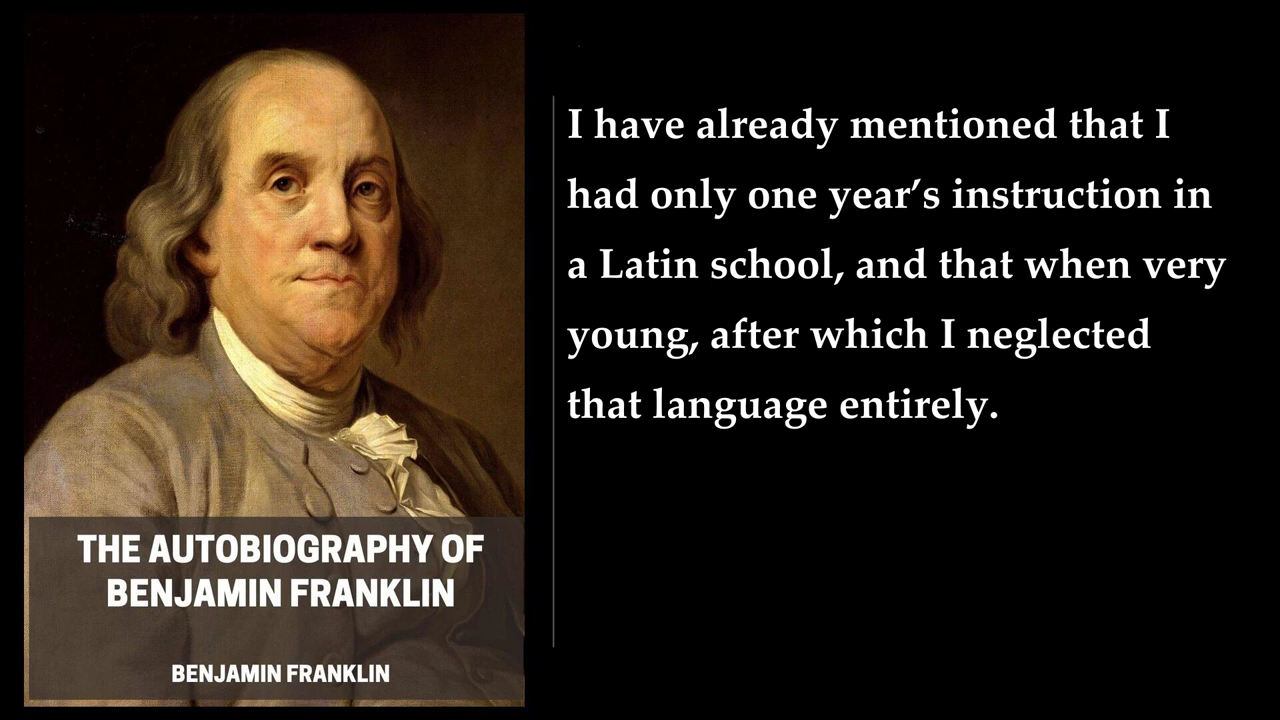 THE AUTOBIOGRAPHY OF
BENJAMIN FRANKLIN
BENJAMIN FRANKLIN
I have already mentioned that I
had only one year’s instruction in
a Latin school, and that when very
young, after which I neglected
that language entirely.